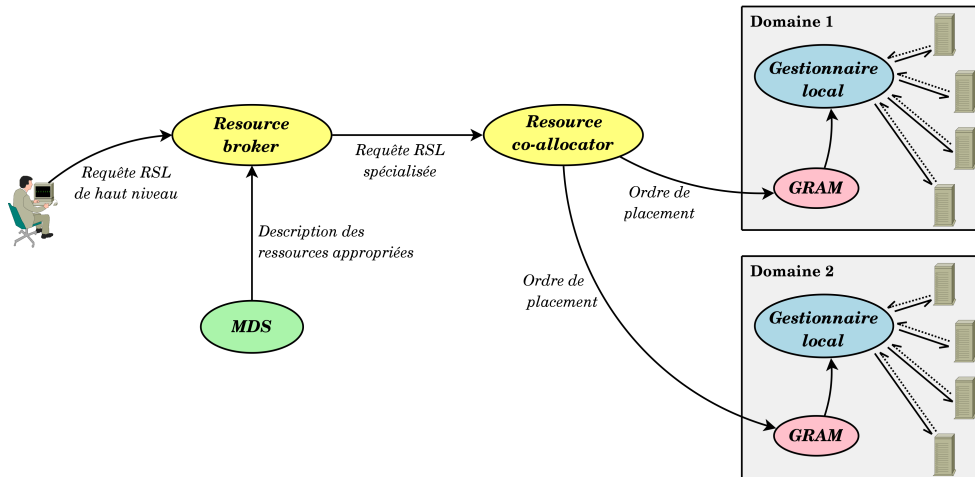 Domaine 1
Gestionnaire
local
Resource
broker
Resource
co-allocator
Requête RSL
de haut niveau
Requête RSL
spécialisée
Ordre de
placement
GRAM
Description des
ressources appropriées
MDS
Ordre de
placement
Domaine 2
Gestionnaire
local
GRAM